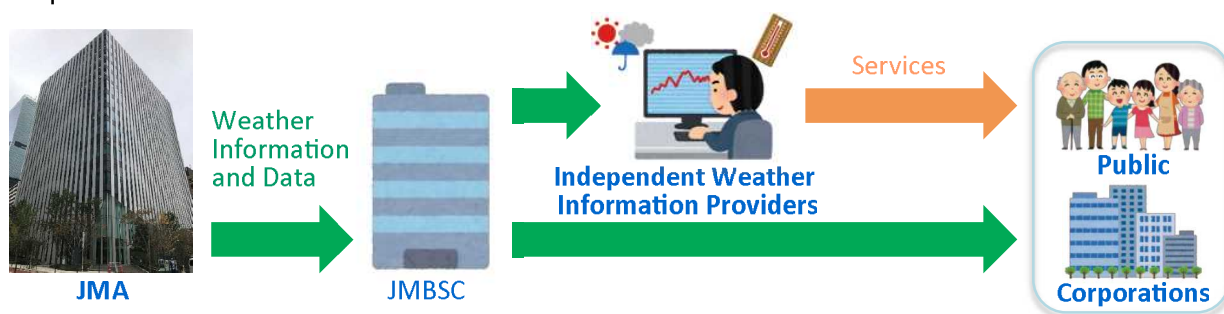 Weather
Information
and Data
JMA
JMBSC
Independent Weather
Information Providers
Services
Public
Corporations